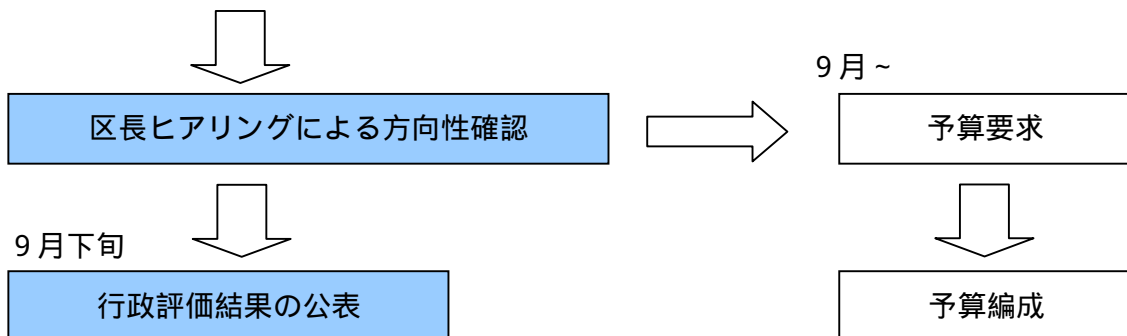 9月~
区長ヒアリングによる方向性確認
予算要求
9月下旬
行政評価結果の公表
予算編成